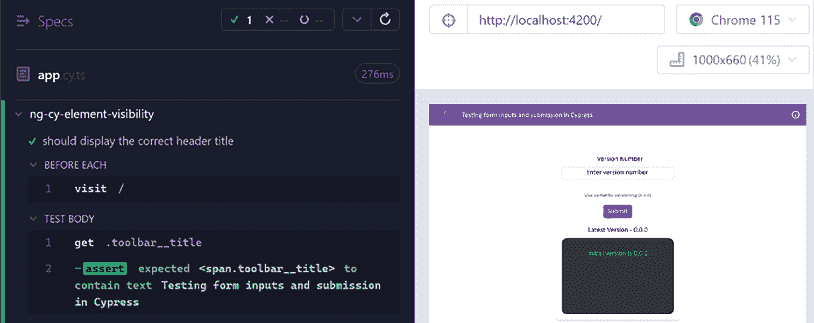 Specs
1
--
--
http://localhost:4200/
Chrome 115
1000x660 (41%)
app.cy.ts
276ms
ng-cy-element-visibility
should display the correct header title
BEFORE EACH
1 visit /
TEST BODY
1 get .toolbar__title
2 -assert expected <span.toolbar__title> to
contain text Testing form inputs and submission
in Cypress
Testing form inputs and submission in Cypress
Version Number
Enter version number
Submit
Latest Version - 0.0.0